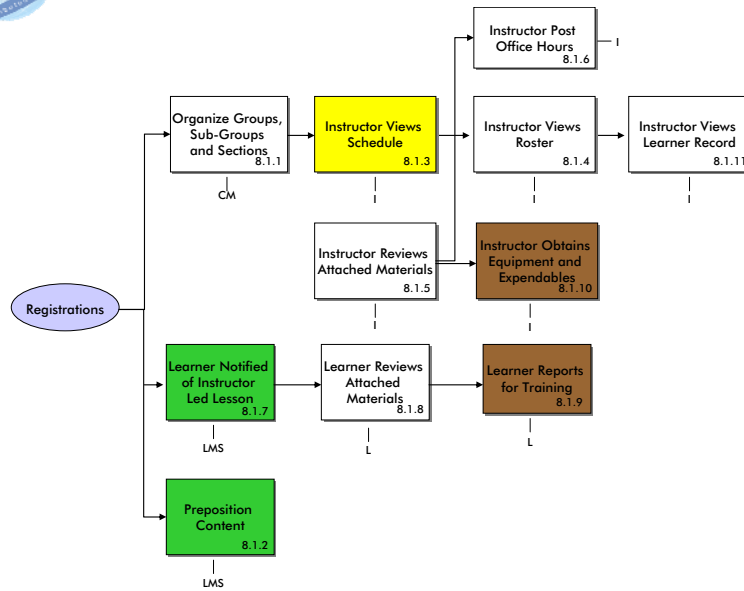 Instructor Post
Office Hours
8.1.6
I
Organize Groups,
Sub-Groups
and Sections
8.1.1
CM
Instructor Views
Schedule
8.1.3
I
Instructor Views
Roster
8.1.4
I
Instructor Views
Learner Record
8.1.11
I
Instructor Reviews
Attached Materials
8.1.5
I
Instructor Obtains
Equipment and
Expendables
8.1.10
I
Registrations
Learner Notified
of Instructor
Led Lesson
8.1.7
LMS
Learner Reviews
Attached
Materials
8.1.8
L
Learner Reports
for Training
8.1.9
L
Preposition
Content
8.1.2
LMS